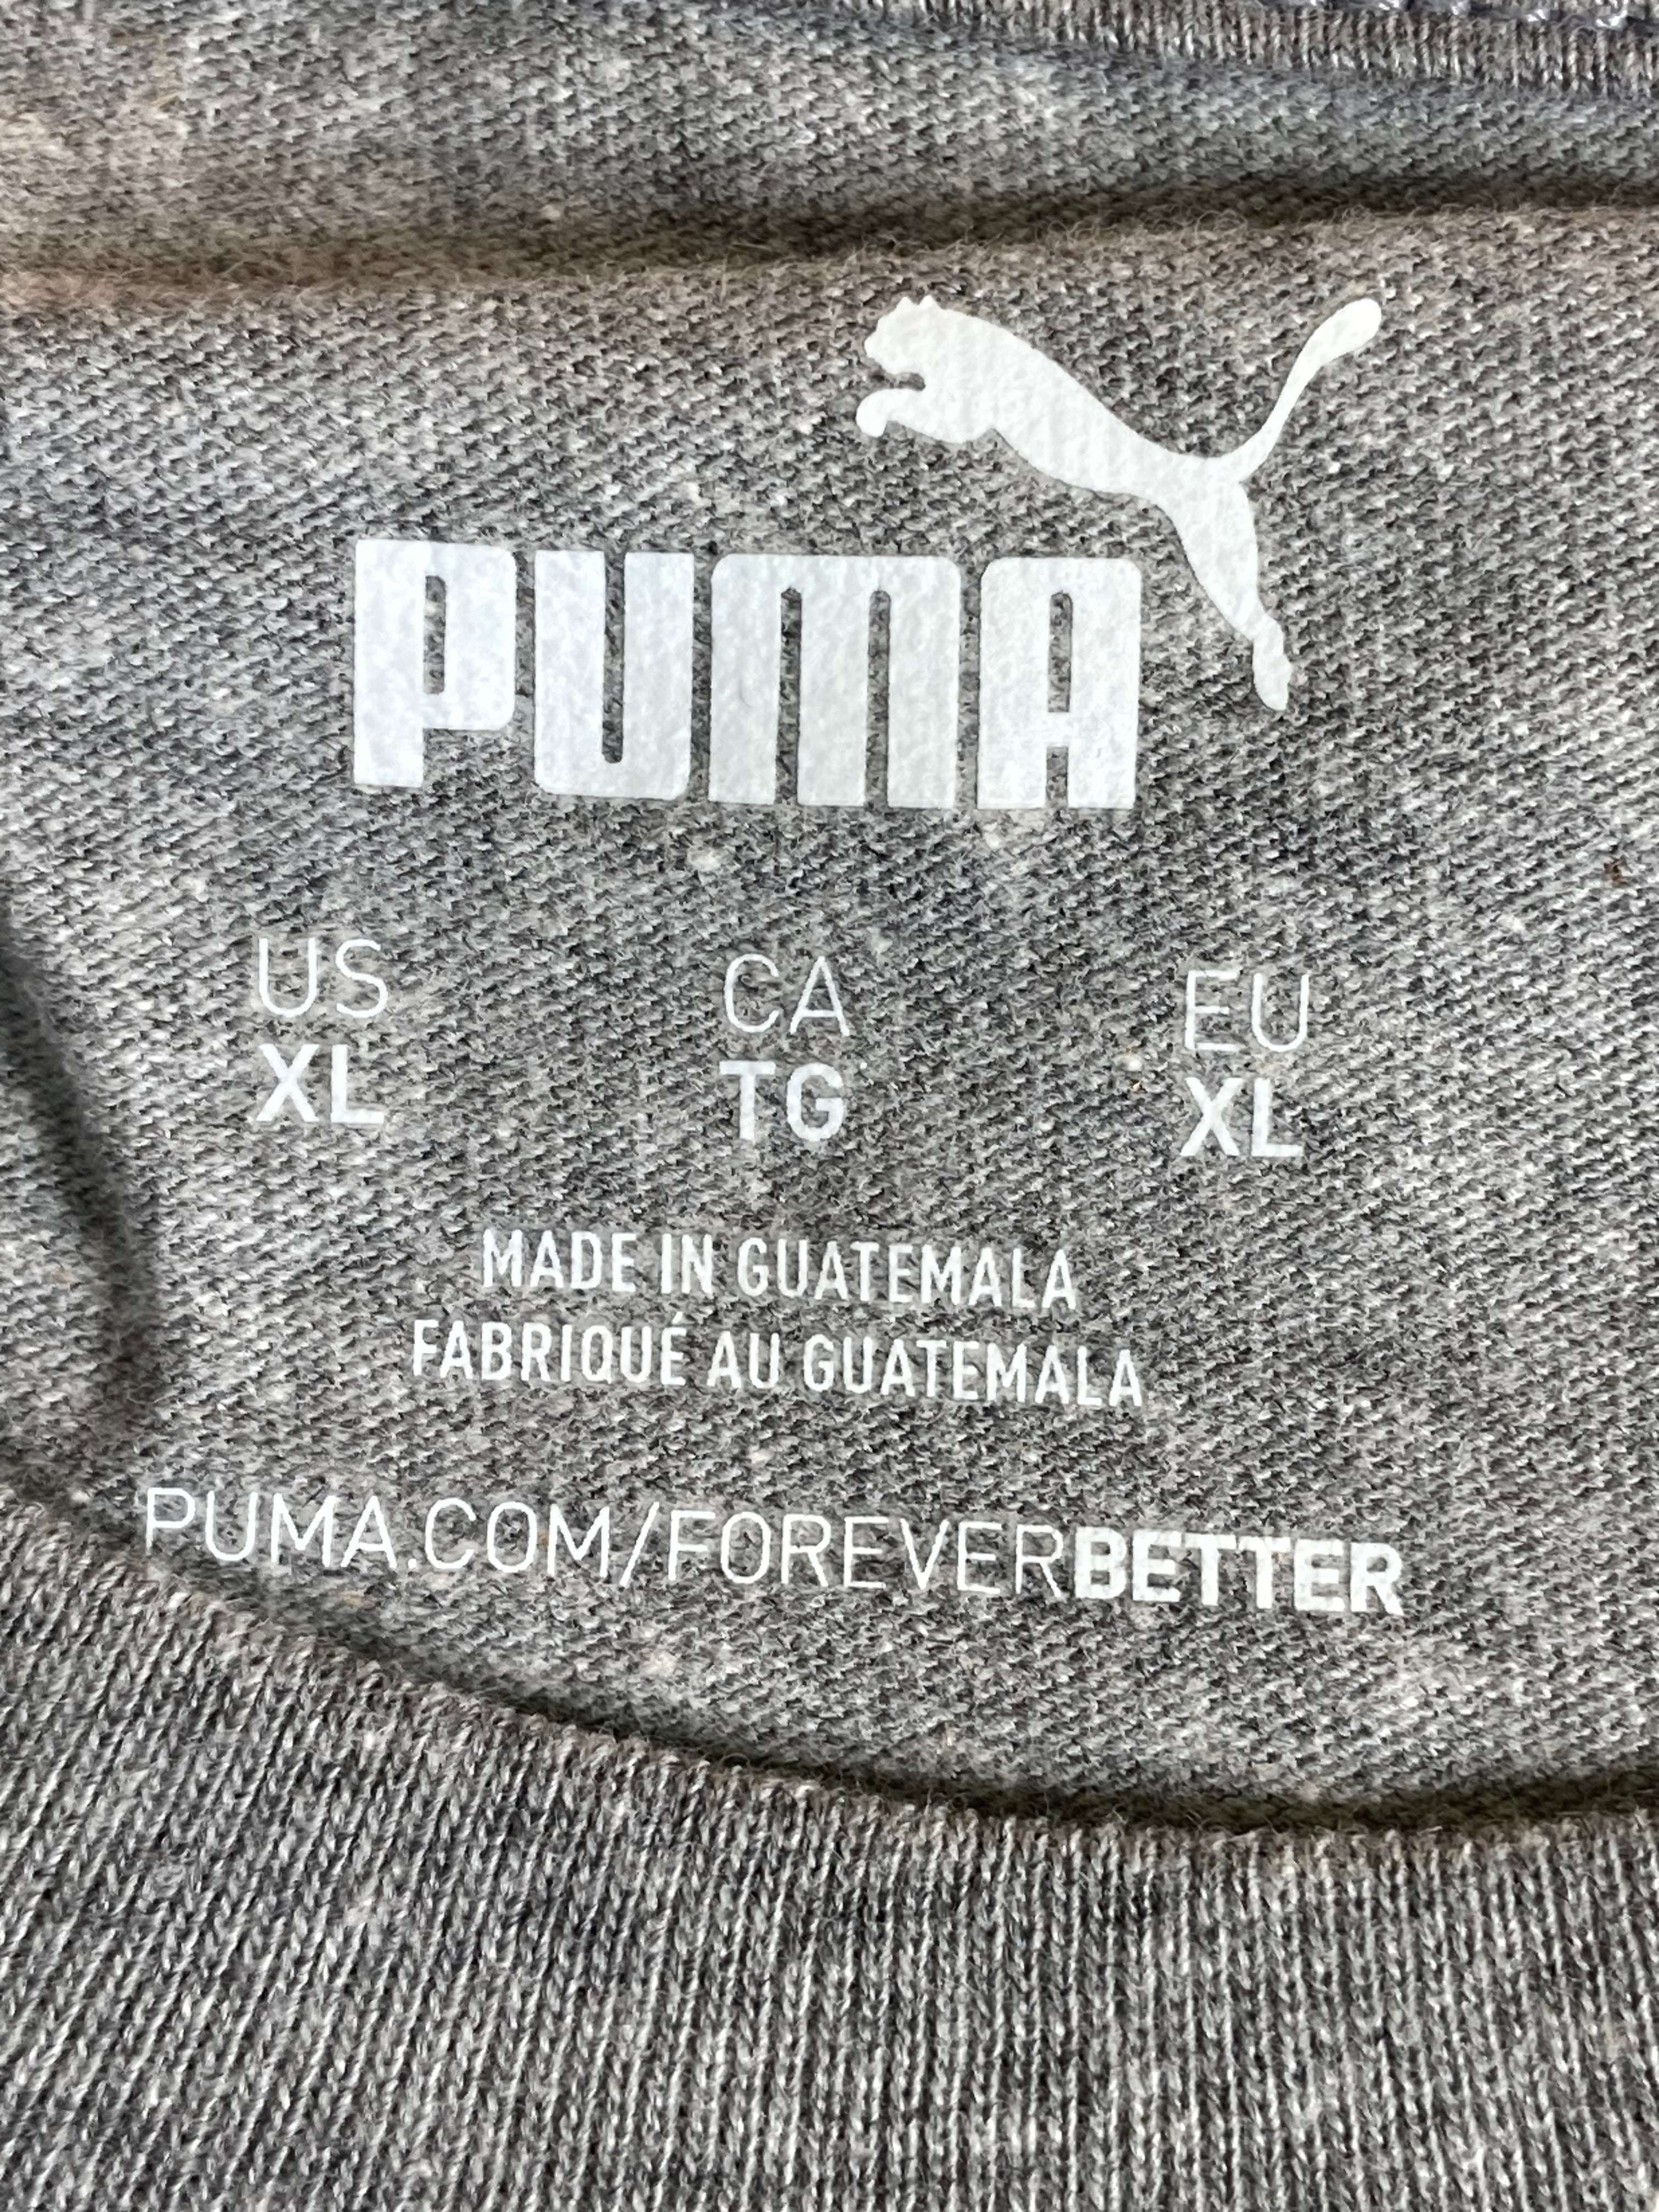 PUMA
US CA EU
XL TG XL
MADE IN GUATEMALA
FABRIQUÉ AU GUATEMALA
PUMA.COM/FOREVERBETTER